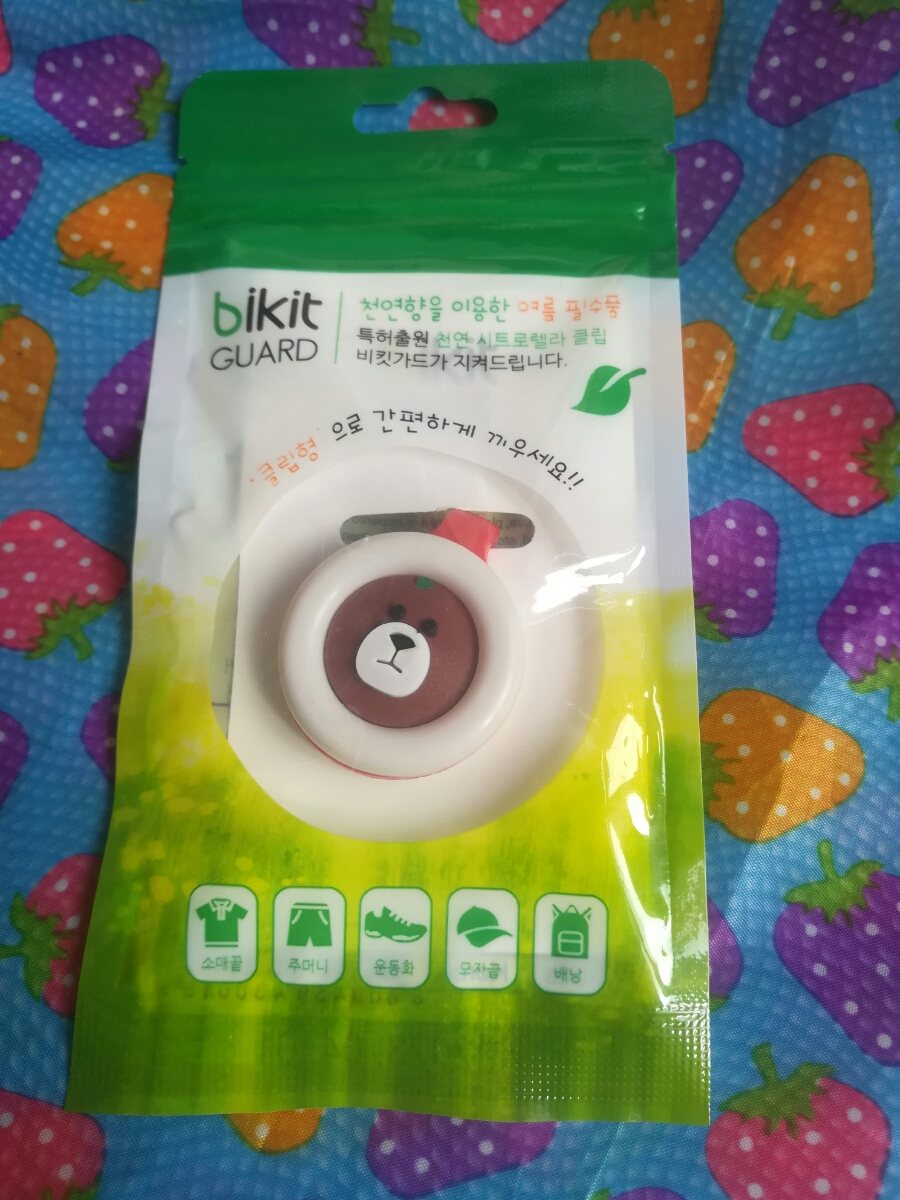 bikit
GUARD
천연향을 이용한 여름 필수품
특허출원 천연 시트로렐라 클립
비킷가드가 지켜드립니다.
'클립형'으로 간편하게 끼우세요!!
소매끝
주머니
운동화
모자끝
배낭